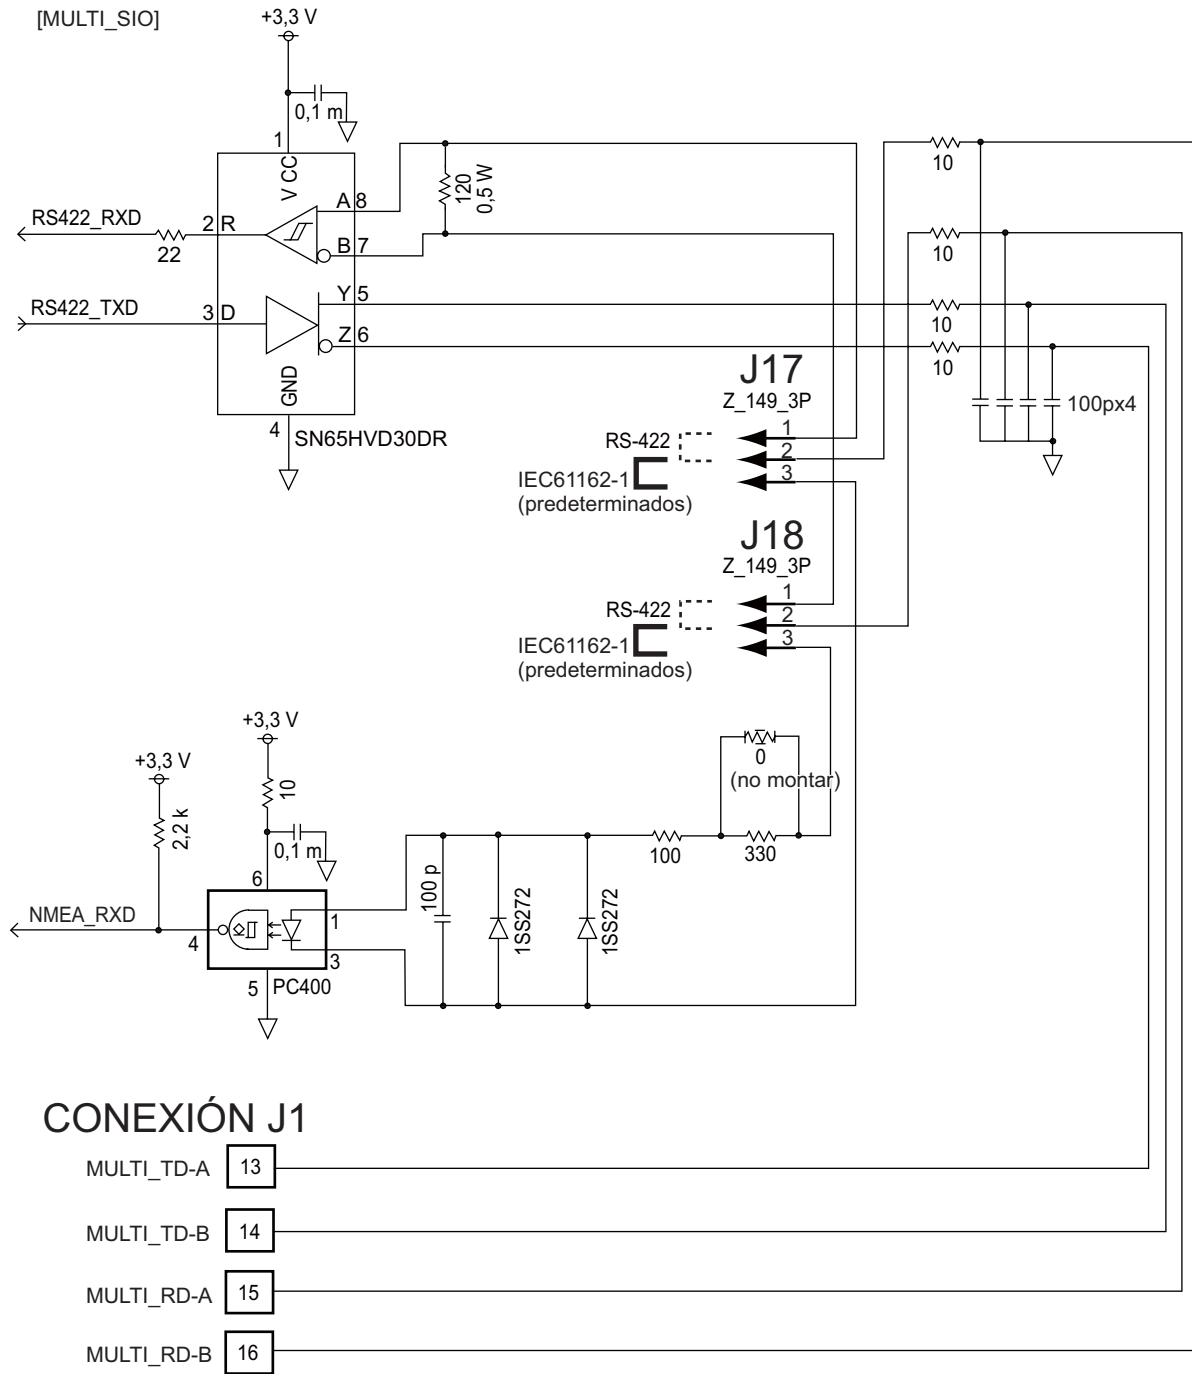 [MULTI_SIO]
+3,3 V
0,1 m
1
V CC
A 8
120
0,5 W
10
RS422_RXD
2 R
22
B 7
10
RS422_TXD
3 D
Y 5
10
Z 6
10
GND
4
SN65HVD30DR
100px4
J17
Z_149_3P
RS-422
1
2
3
IEC61162-1
(predeterminados)
J18
Z_149_3P
RS-422
1
2
3
IEC61162-1
(predeterminados)
+3,3 V
+3,3 V
10
2,2 k
0,1 m
0
(no montar)
100
330
6
100 p
1SS272
1SS272
NMEA_RXD
4
1
3
5
PC400
CONEXIÓN J1
MULTI_TD-A 13
MULTI_TD-B 14
MULTI_RD-A 15
MULTI_RD-B 16